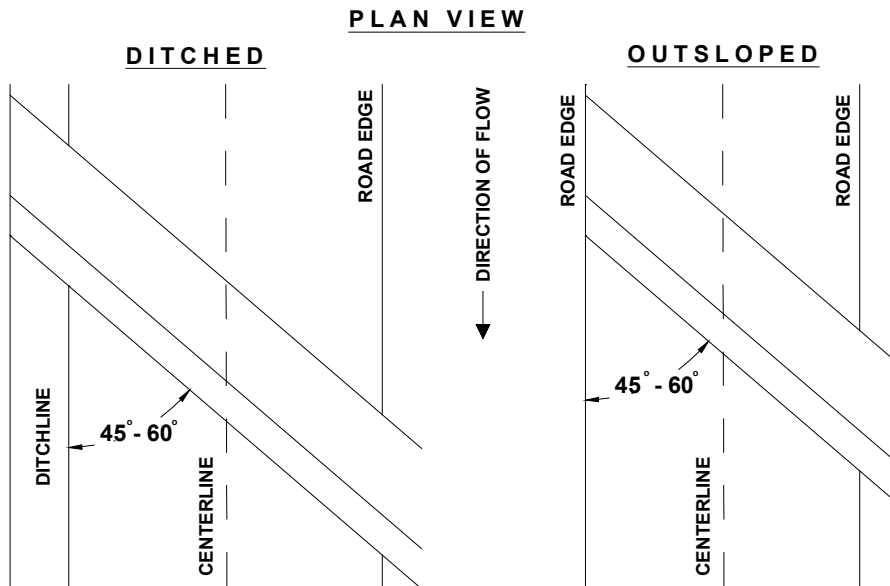 PLAN VIEW
DITCHED
OUTSLOPED
ROAD EDGE
DIRECTION OF FLOW
ROAD EDGE
ROAD EDGE
45° - 60°
45° - 60°
DITCHLINE
CENTERLINE
CENTERLINE